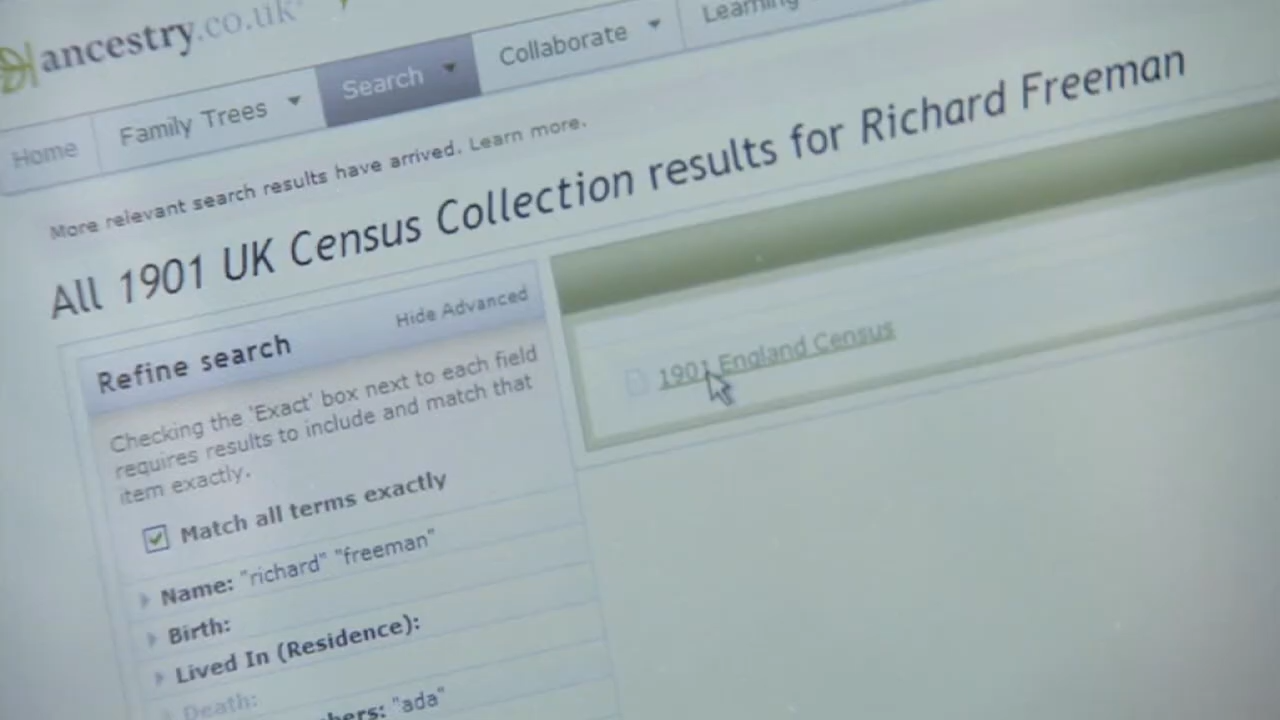 ancestry.co.uk
Home Family Trees Search Collaborate Learning
More relevant search results have arrived. Learn more.
All 1901 UK Census Collection results for Richard Freeman
Refine search Hide Advanced
Checking the 'Exact' box next to each field
requires results to include and match that
item exactly.
Match all terms exactly
Name: "richard" "freeman"
Birth:
Lived In (Residence):
Death:
"ada"
1901 England Census